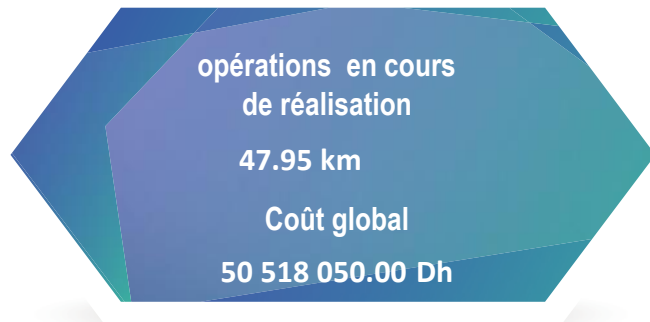 opérations en cours
de réalisation
47.95 km
Coût global
50 518 050.00 Dh